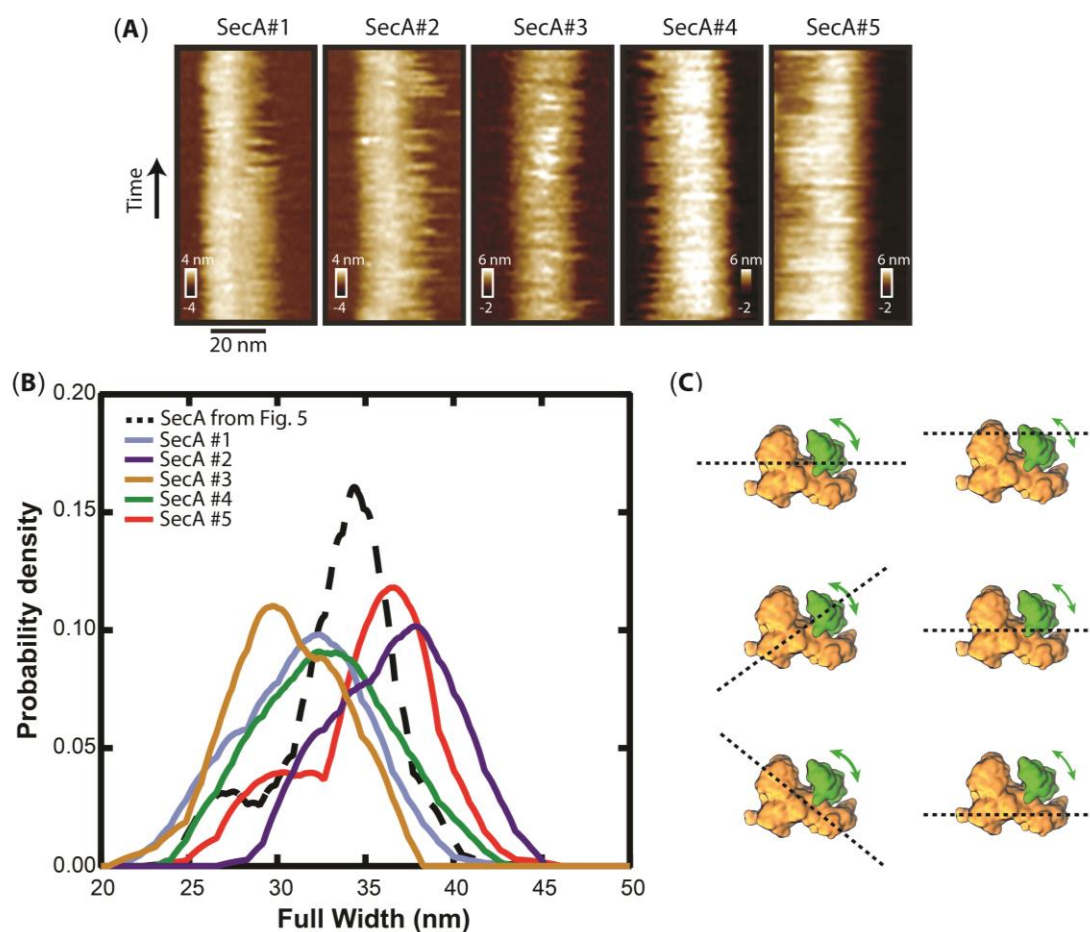 (A)
SecA#1 SecA#2 SecA#3 SecA#4 SecA#5
Time
4 nm
-4
4 nm
-4
6 nm
-2
6 nm
-2
6 nm
-2
20 nm
(B)
Probability density
0.20
0.15
0.10
0.05
0.00
SecA from Fig. 5
SecA #1
SecA #2
SecA #3
SecA #4
SecA #5
20 25 30 35 40 45 50
Full Width (nm)
(C)